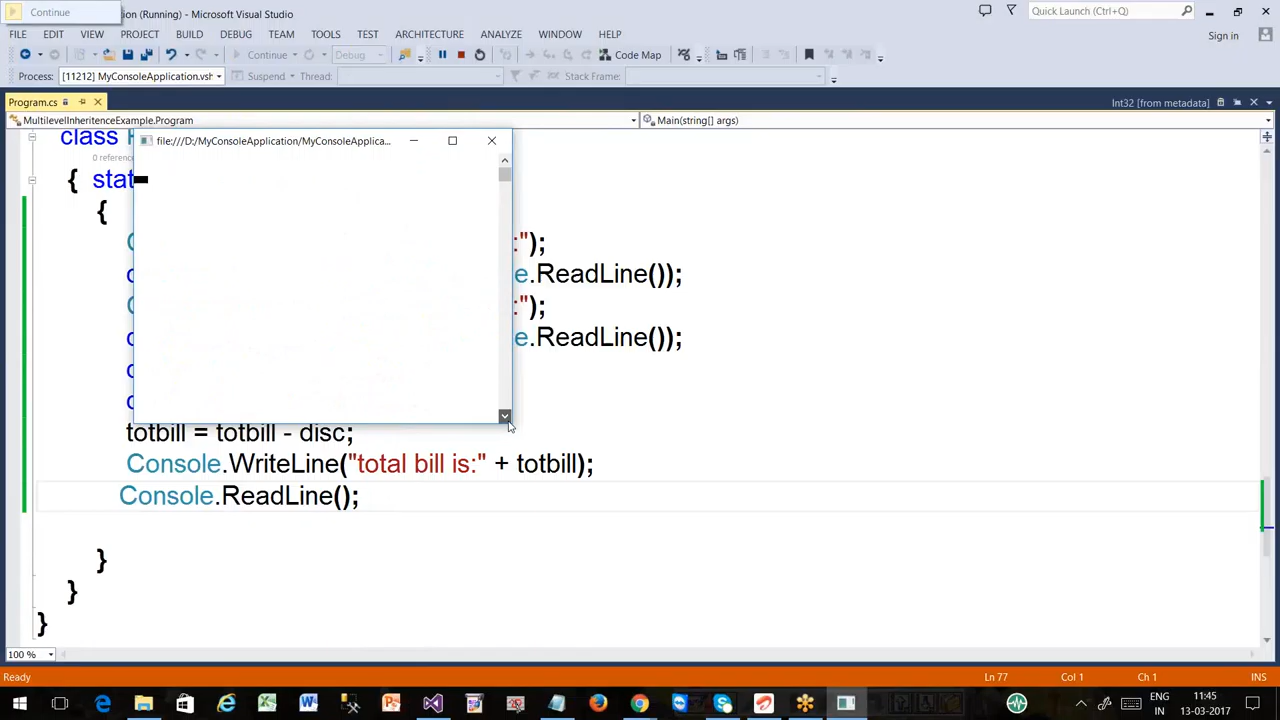 Continue
ion (Running) - Microsoft Visual Studio
Quick Launch (Ctrl+Q)
FILE EDIT VIEW PROJECT BUILD DEBUG TEAM TOOLS TEST ARCHITECTURE ANALYZE WINDOW HELP
Sign in
Continue Debug Code Map
Process: [11212] MyConsoleApplication.vsh Suspend Thread: Stack Frame:
Program.cs
Int32 [from metadata]
MultilevelInheritenceExample.Program
Main(string[] args)
class
file:///D:/MyConsoleApplication/MyConsoleApplica...
0 reference
{ stat
{
:");
e.ReadLine());
:");
e.ReadLine());
totbill = totbill - disc;
Console.WriteLine("total bill is:" + totbill);
Console.ReadLine();
}
}
}
100 %
Ready
Ln 77 Col 1 Ch 1 INS
ENG
IN
11:45
13-03-2017